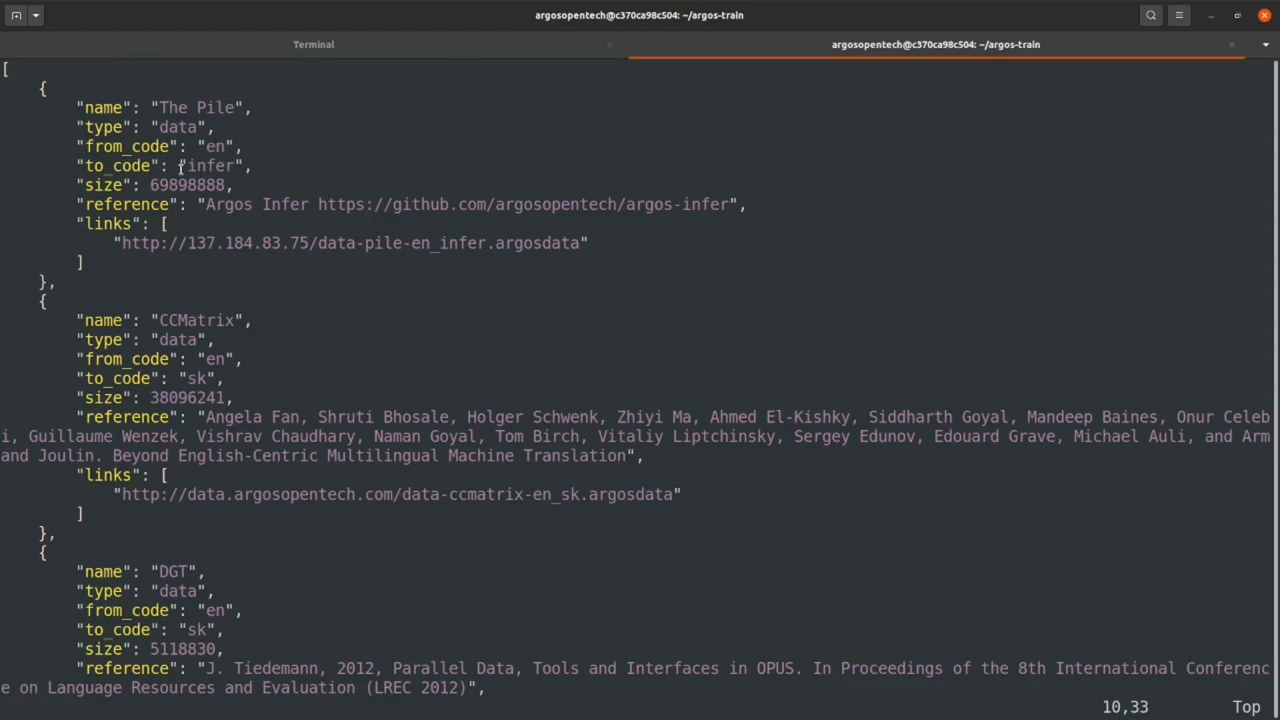 argosopentech@c370ca98c504: ~/argos-train
Terminal
argosopentech@c370ca98c504: ~/argos-train
[
    {
        "name": "The Pile",
        "type": "data",
        "from_code": "en",
        "to_code": "infer",
        "size": 69898888,
        "reference": "Argos Infer https://github.com/argosopentech/argos-infer",
        "links": [
            "http://137.184.83.75/data-pile-en_infer.argosdata"
        ]
    },
    {
        "name": "CCMatrix",
        "type": "data",
        "from_code": "en",
        "to_code": "sk",
        "size": 38096241,
        "reference": "Angela Fan, Shruti Bhosale, Holger Schwenk, Zhiyi Ma, Ahmed El-Kishky, Siddharth Goyal, Mandeep Baines, Onur Celeb
i, Guillaume Wenzek, Vishrav Chaudhary, Naman Goyal, Tom Birch, Vitaliy Liptchinsky, Sergey Edunov, Edouard Grave, Michael Auli, and Arm
and Joulin. Beyond English-Centric Multilingual Machine Translation",
        "links": [
            "http://data.argosopentech.com/data-ccmatrix-en_sk.argosdata"
        ]
    },
    {
        "name": "DGT",
        "type": "data",
        "from_code": "en",
        "to_code": "sk",
        "size": 5118830,
        "reference": "J. Tiedemann, 2012, Parallel Data, Tools and Interfaces in OPUS. In Proceedings of the 8th International Conferenc
e on Language Resources and Evaluation (LREC 2012)",
10,33 Top